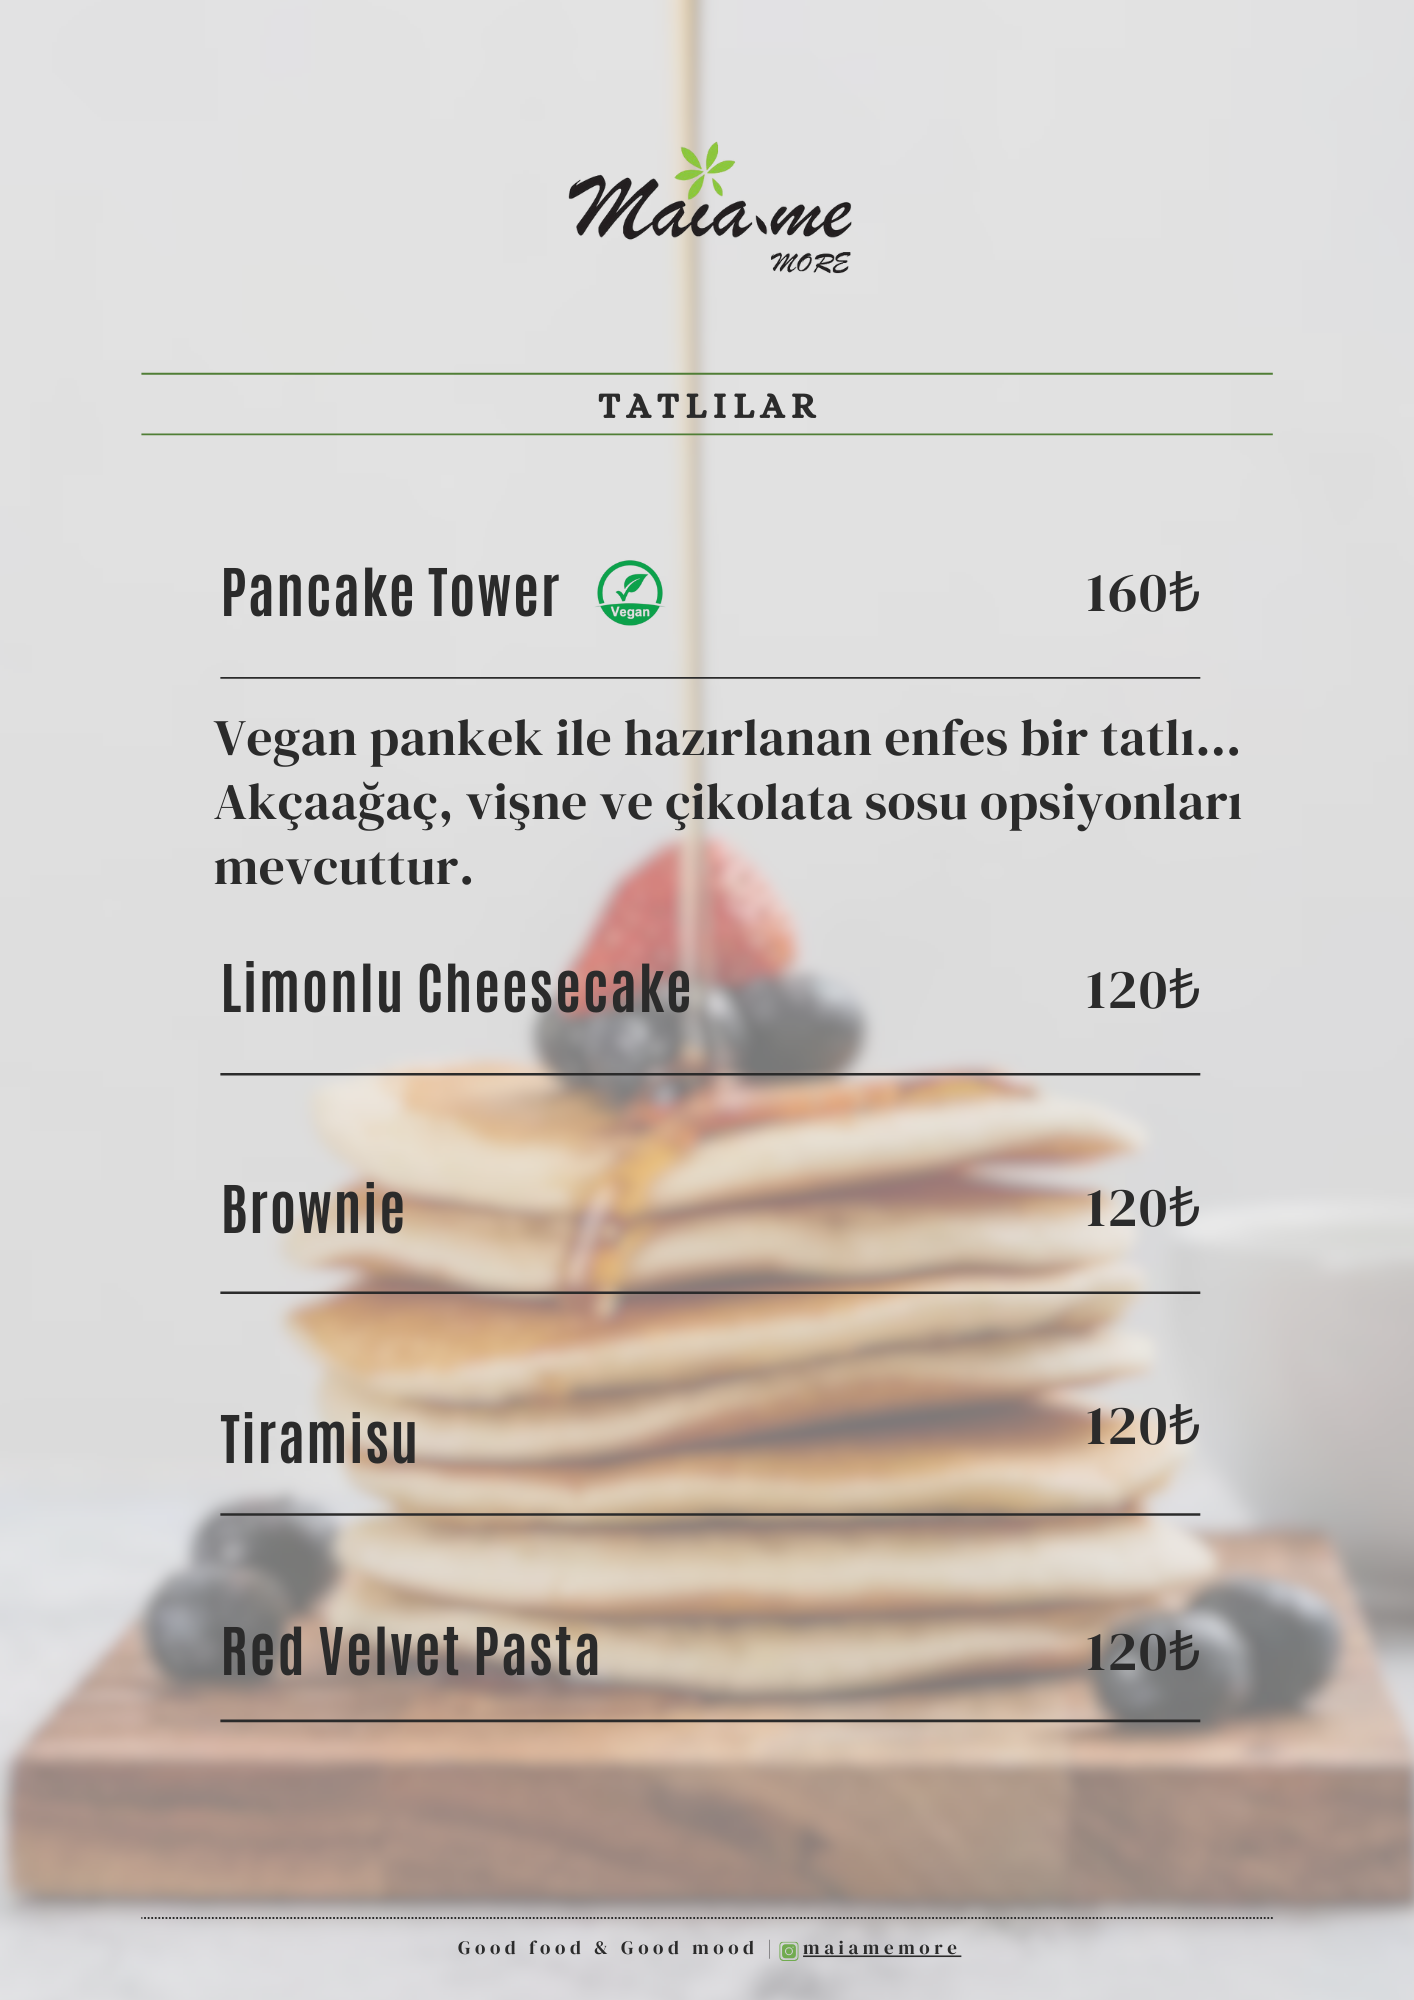 Maia.me
MORE
TATLILAR
Pancake Tower Vegan 160₺
Vegan pankek ile hazırlanan enfes bir tatlı...
Akçaağaç, vişne ve çikolata sosu opsiyonları
mevcuttur.
Limonlu Cheesecake 120₺
Brownie 120₺
Tiramisu 120₺
Red Velvet Pasta 120₺
Good food & Good mood | maiamemore